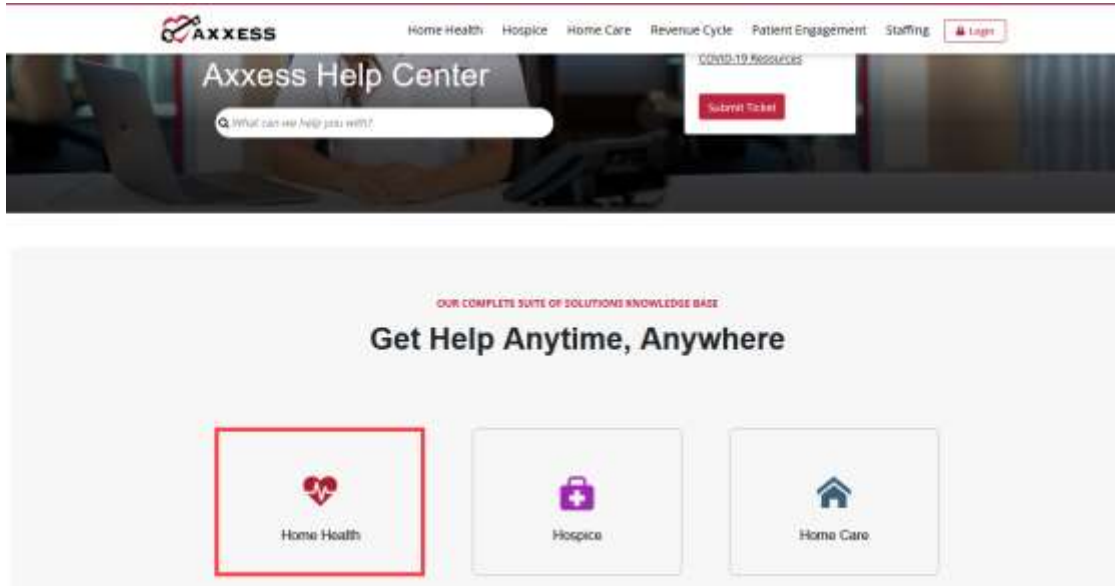 AXXESS
Home Health Hospice Home Care Revenue Cycle Patient Engagement Staffing Login
Axxess Help Center
COVID-19 Resources
What can we help you with?
Submit Ticket
OUR COMPLETE SUITE OF SOLUTIONS KNOWLEDGE BASE
Get Help Anytime, Anywhere
Home Health Hospice Home Care